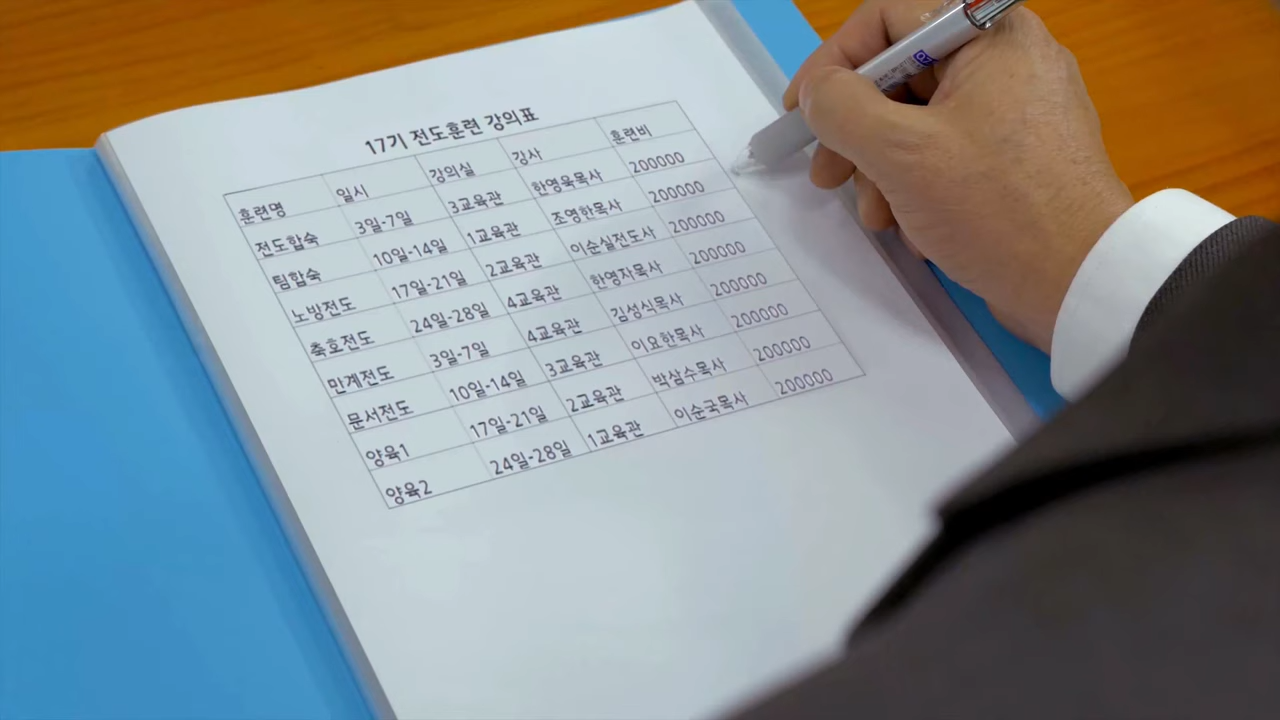 17기 전도훈련 강의표
훈련명 일시 강의실 강사 훈련비
전도합숙 3일-7일 3교육관 한영욱목사 200000
팀합숙 10일-14일 1교육관 조영한목사 200000
노방전도 17일-21일 2교육관 이순실전도사 200000
축호전도 24일-28일 4교육관 한영자목사 200000
민계전도 3일-7일 4교육관 김성식목사 200000
문서전도 10일-14일 3교육관 이요한목사 200000
양육1 17일-21일 2교육관 박삼수목사 200000
양육2 24일-28일 1교육관 이순국목사 200000